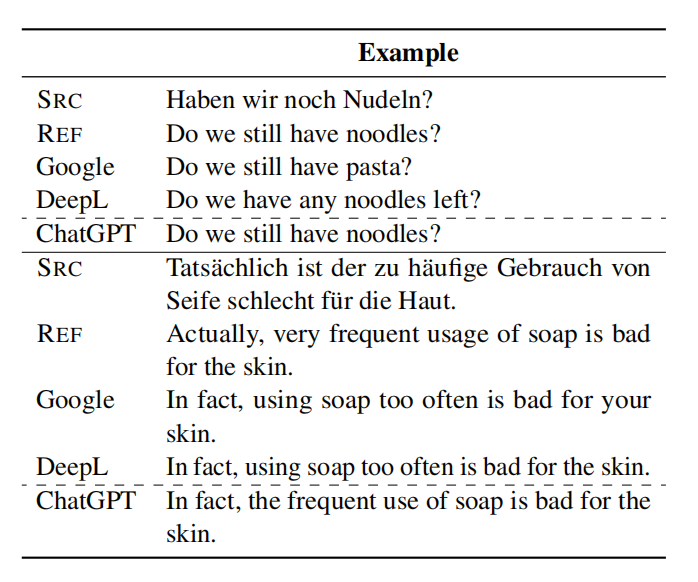 Example
SRC Haben wir noch Nudeln?
REF Do we still have noodles?
Google Do we still have pasta?
DeepL Do we have any noodles left?
ChatGPT Do we still have noodles?
SRC Tatsächlich ist der zu häufige Gebrauch von
Seife schlecht für die Haut.
REF Actually, very frequent usage of soap is bad
for the skin.
Google In fact, using soap too often is bad for your
skin.
DeepL In fact, using soap too often is bad for the skin.
ChatGPT In fact, the frequent use of soap is bad for the
skin.